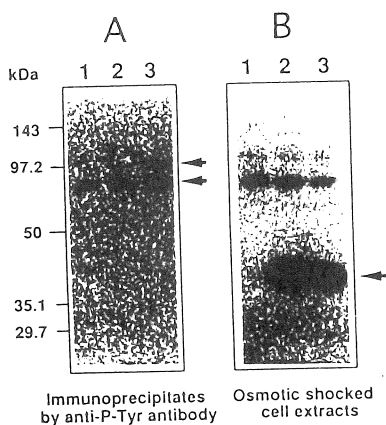 A B
kDa 1 2 3 1 2 3
143
97.2
50
35.1
29.7
Immunoprecipitates
by anti-P-Tyr antibody
Osmotic shocked
cell extracts